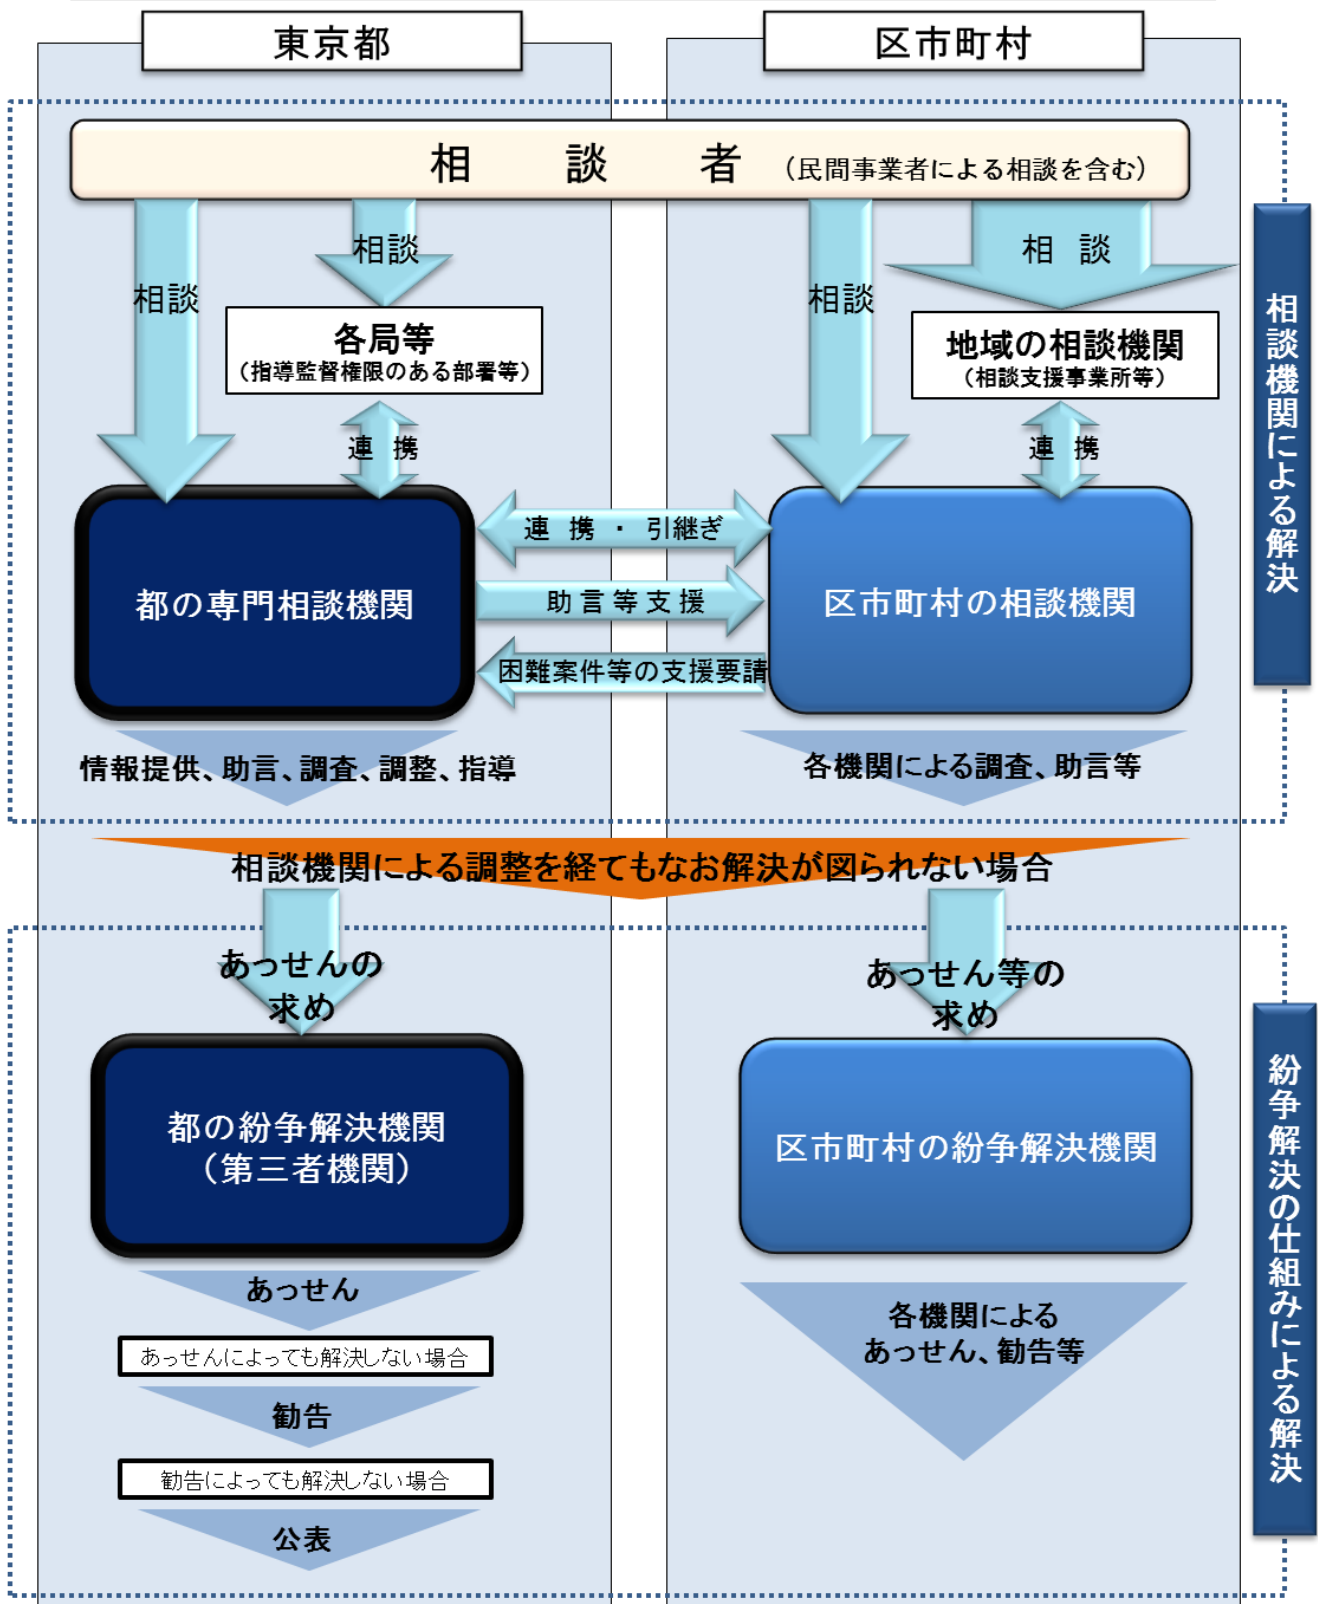 東京都
区市町村
相談者（民間事業者による相談を含む）
相談
相談
相談
相談
各局等
（指導監督権限のある部署等）
地域の相談機関
（相談支援事業所等）
連携
連携
連携・引継ぎ
都の専門相談機関
助言等支援
区市町村の相談機関
困難案件等の支援要請
情報提供、助言、調査、調整、指導
各機関による調査、助言等
相談機関による解決
相談機関による調整を経てもなお解決が図られない場合
あっせんの
求め
あっせん等の
求め
都の紛争解決機関
（第三者機関）
区市町村の紛争解決機関
あっせん
あっせんによっても解決しない場合
勧告
勧告によっても解決しない場合
公表
各機関による
あっせん、勧告等
紛争解決の仕組みによる解決